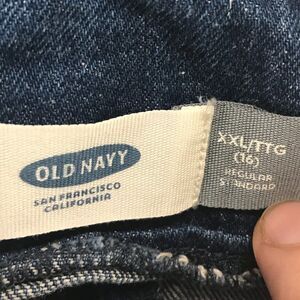 OLD NAVY
SAN FRANCISCO
CALIFORNIA
XXL/TTG
(16)
REGULAR
STANDARD